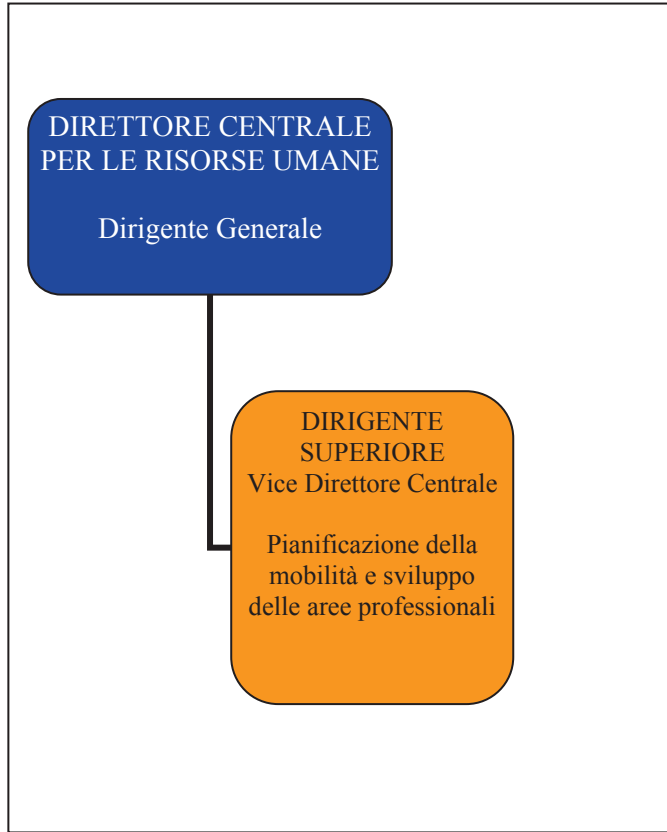 DIRETTORE CENTRALE
PER LE RISORSE UMANE
Dirigente Generale
DIRIGENTE
SUPERIORE
Vice Direttore Centrale
Pianificazione della
mobilità e sviluppo
delle aree professionali